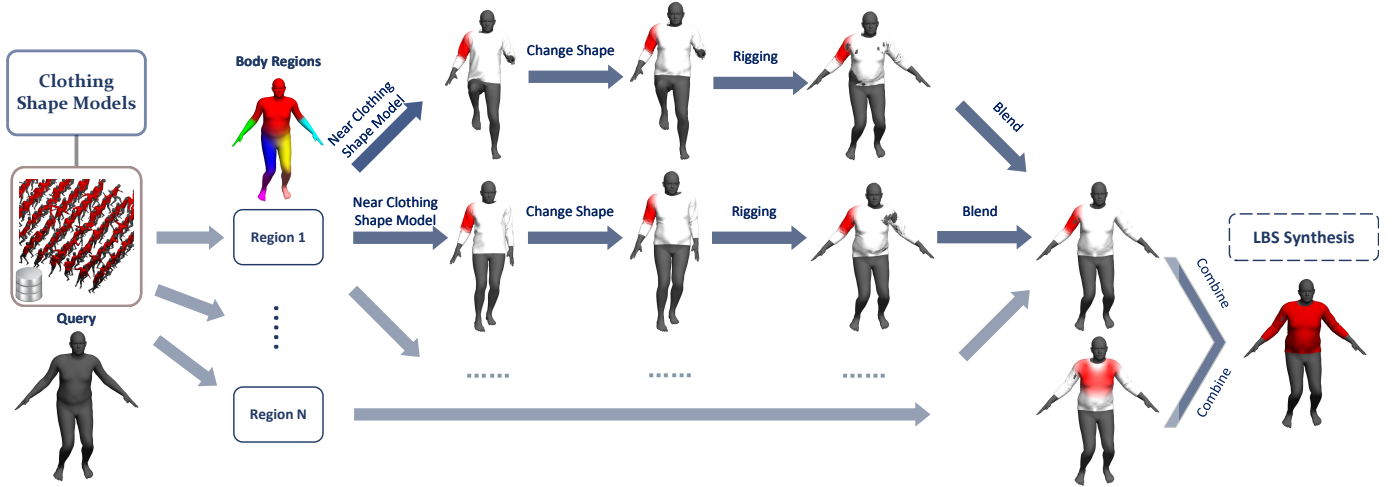 Clothing
Shape Models
Query
Body Regions
Region 1
Region N
Near Clothing
Shape Model
Change Shape
Rigging
Blend
Near Clothing
Shape Model
Change Shape
Rigging
Blend
Combine
Combine
LBS Synthesis